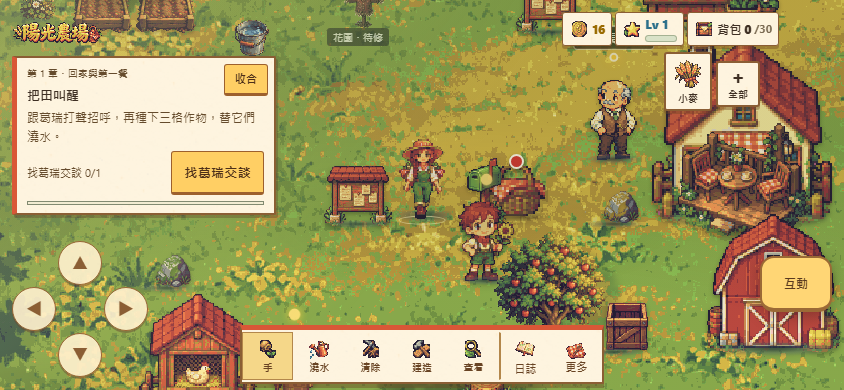 陽光農場
花園·待修
16
Lv 1
背包 0 /30
第 1 章·回家與第一餐
收合
把田叫醒
跟葛瑞打聲招呼，再種下三格作物，替它們
澆水。
找葛瑞交談 0/1
找葛瑞交談
小麥
+
全部
互動
手
澆水
清除
建造
查看
日誌
更多